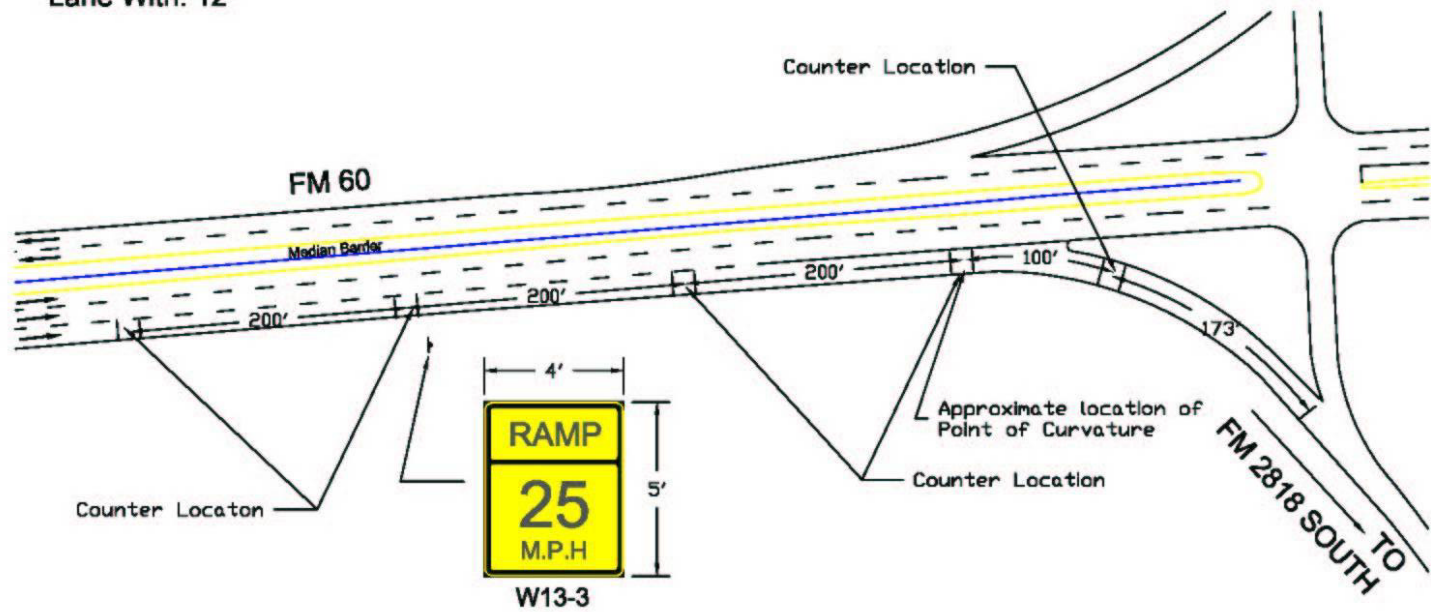 Lane With: 12'
Counter Location
FM 60
Median Barrier
100'
200'
200'
200'
173'
4'
RAMP
25
M.P.H
5'
W13-3
Approximate location of
Point of Curvature
Counter Location
Counter Locaton
TO
FM 2818 SOUTH